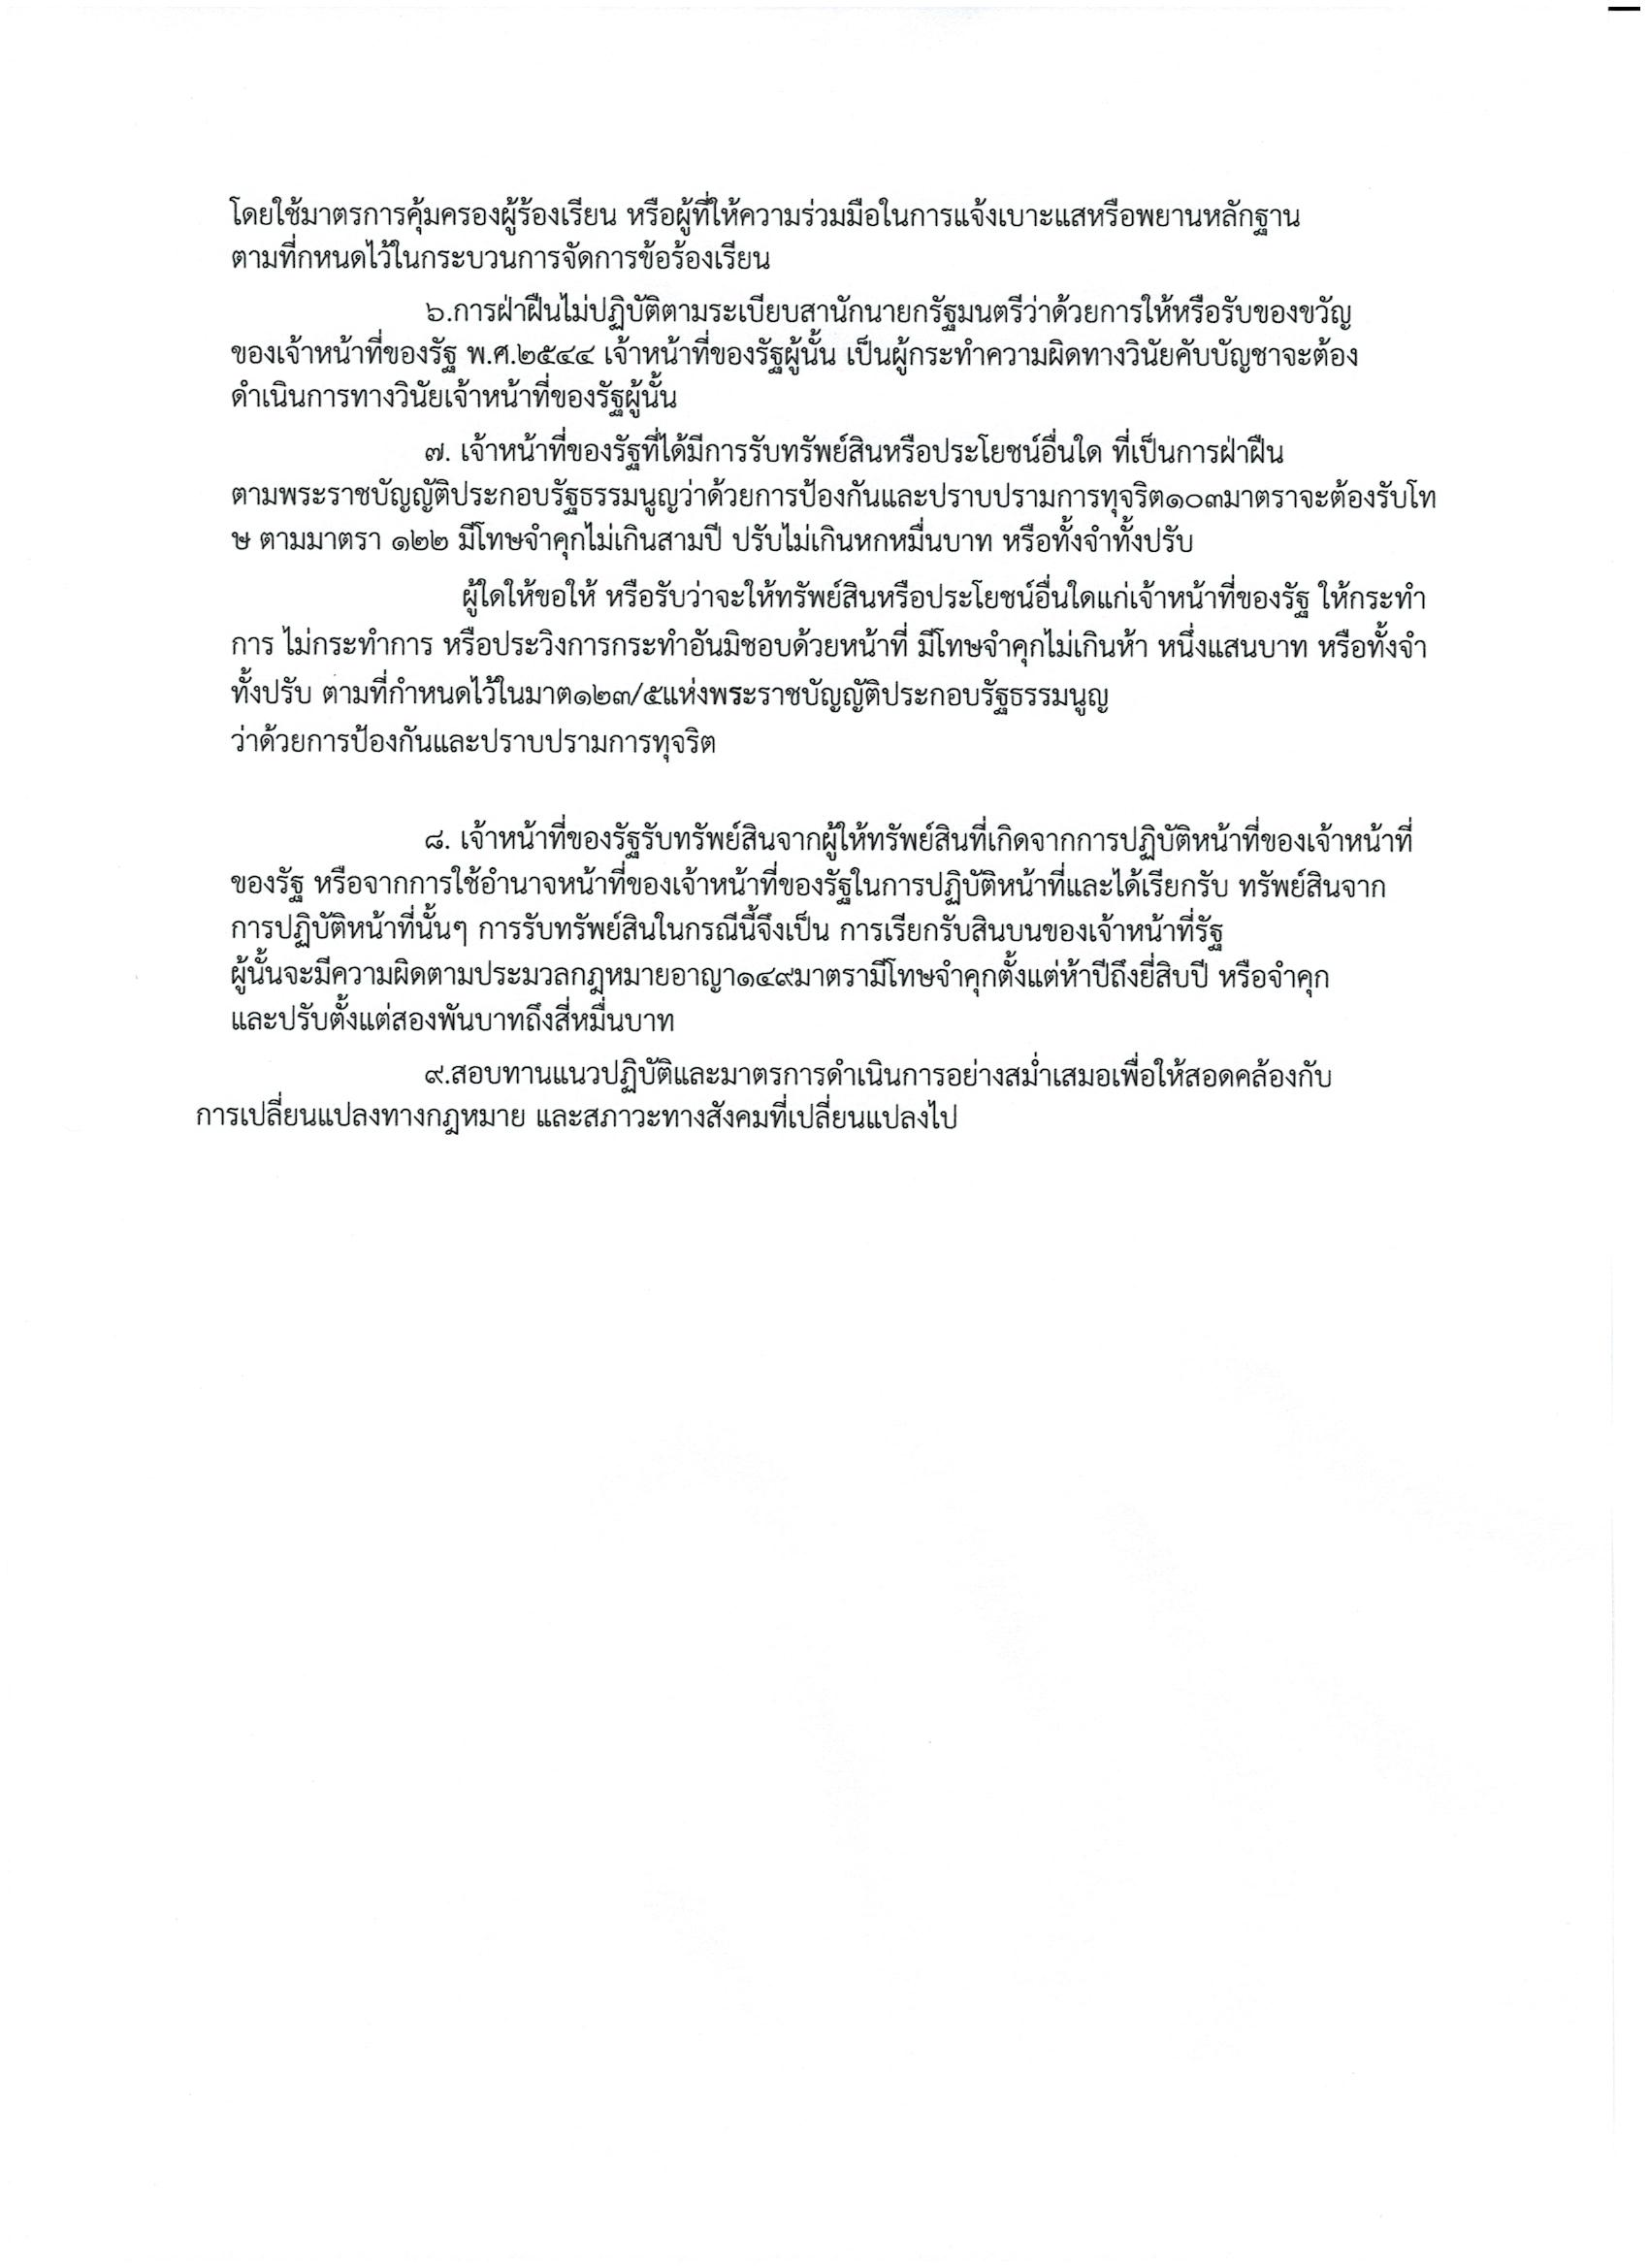 โดยใช้มาตรการคุ้มครองผู้ร้องเรียน หรือผู้ที่ให้ความร่วมมือในการแจ้งเบาะแสหรือพยานหลักฐาน
ตามที่กหนดไว้ในกระบวนการจัดการข้อร้องเรียน
๖.การฝ่าฝืนไม่ปฏิบัติตามระเบียบสานักนายกรัฐมนตรีว่าด้วยการให้หรือรับของขวัญ
ของเจ้าหน้าที่ของรัฐ พ.ศ.๒๕๔๔ เจ้าหน้าที่ของรัฐผู้นั้น เป็นผู้กระทำความผิดทางวินัยคับบัญชาจะต้อง
ดำเนินการทางวินัยเจ้าหน้าที่ของรัฐผู้นั้น
๗. เจ้าหน้าที่ของรัฐที่ได้มีการรับทรัพย์สินหรือประโยชน์อื่นใด ที่เป็นการฝ่าฝืน
ตามพระราชบัญญัติประกอบรัฐธรรมนูญว่าด้วยการป้องกันและปราบปรามการทุจริต๑๐๓มาตราจะต้องรับโท
ษ ตามมาตรา ๑๒๒ มีโทษจำคุกไม่เกินสามปี ปรับไม่เกินหกหมื่นบาท หรือทั้งจำทั้งปรับ
ผู้ใดให้ขอให้ หรือรับว่าจะให้ทรัพย์สินหรือประโยชน์อื่นใดแก่เจ้าหน้าที่ของรัฐ ให้กระทำ
การ ไม่กระทำการ หรือประวิงการกระทำอันมิชอบด้วยหน้าที่ มีโทษจำคุกไม่เกินห้า หนึ่งแสนบาท หรือทั้งจำ
ทั้งปรับ ตามที่กำหนดไว้ในมาต๑๒๓/๕แห่งพระราชบัญญัติประกอบรัฐธรรมนูญ
ว่าด้วยการป้องกันและปราบปรามการทุจริต
๘. เจ้าหน้าที่ของรัฐรับทรัพย์สินจากผู้ให้ทรัพย์สินที่เกิดจากการปฏิบัติหน้าที่ของเจ้าหน้าที่
ของรัฐ หรือจากการใช้อำนาจหน้าที่ของเจ้าหน้าที่ของรัฐในการปฏิบัติหน้าที่และได้เรียกรับ ทรัพย์สินจาก
การปฏิบัติหน้าที่นั้นๆ การรับทรัพย์สินในกรณีนี้จึงเป็น การเรียกรับสินบนของเจ้าหน้าที่รัฐ
ผู้นั้นจะมีความผิดตามประมวลกฎหมายอาญา๑๔๙มาตรามีโทษจำคุกตั้งแต่ห้าปีถึงยี่สิบปี หรือจำคุก
และปรับตั้งแต่สองพันบาทถึงสี่หมื่นบาท
๙.สอบทานแนวปฏิบัติและมาตรการดำเนินการอย่างสม่ำเสมอเพื่อให้สอดคล้องกับ
การเปลี่ยนแปลงทางกฎหมาย และสภาวะทางสังคมที่เปลี่ยนแปลงไป